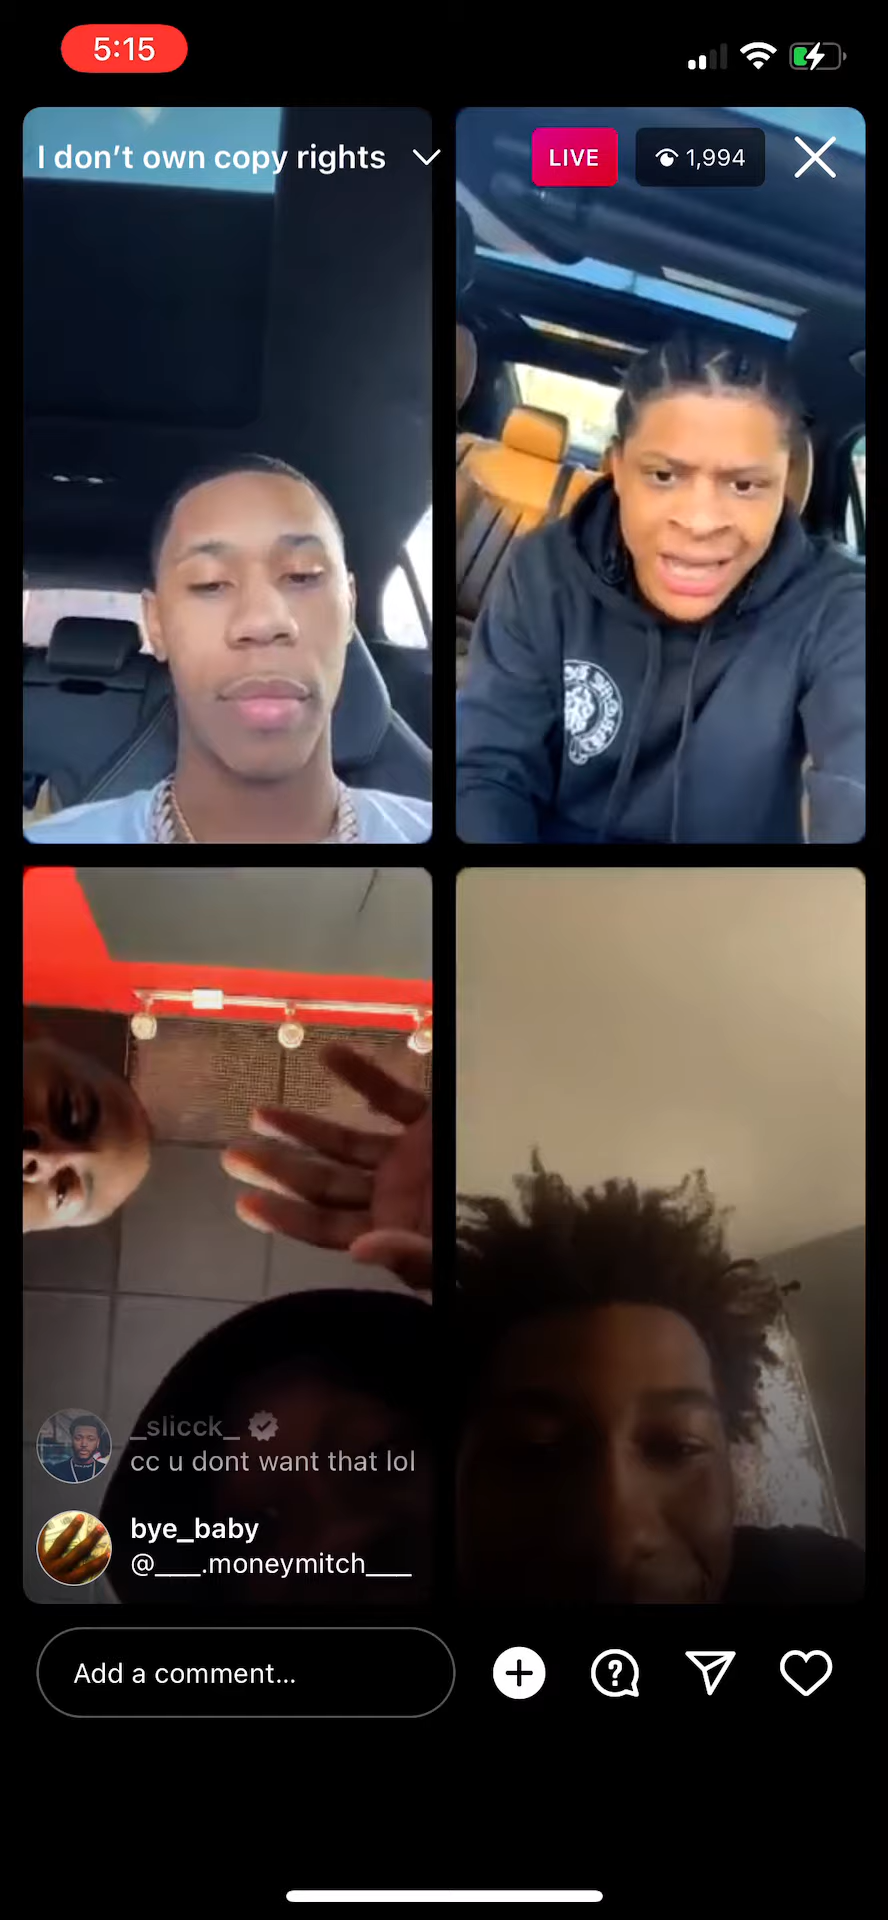 5:15
I don't own copy rights
LIVE
1,994
_slicck_
cc u dont want that lol
bye_baby
@___.moneymitch___
Add a comment...